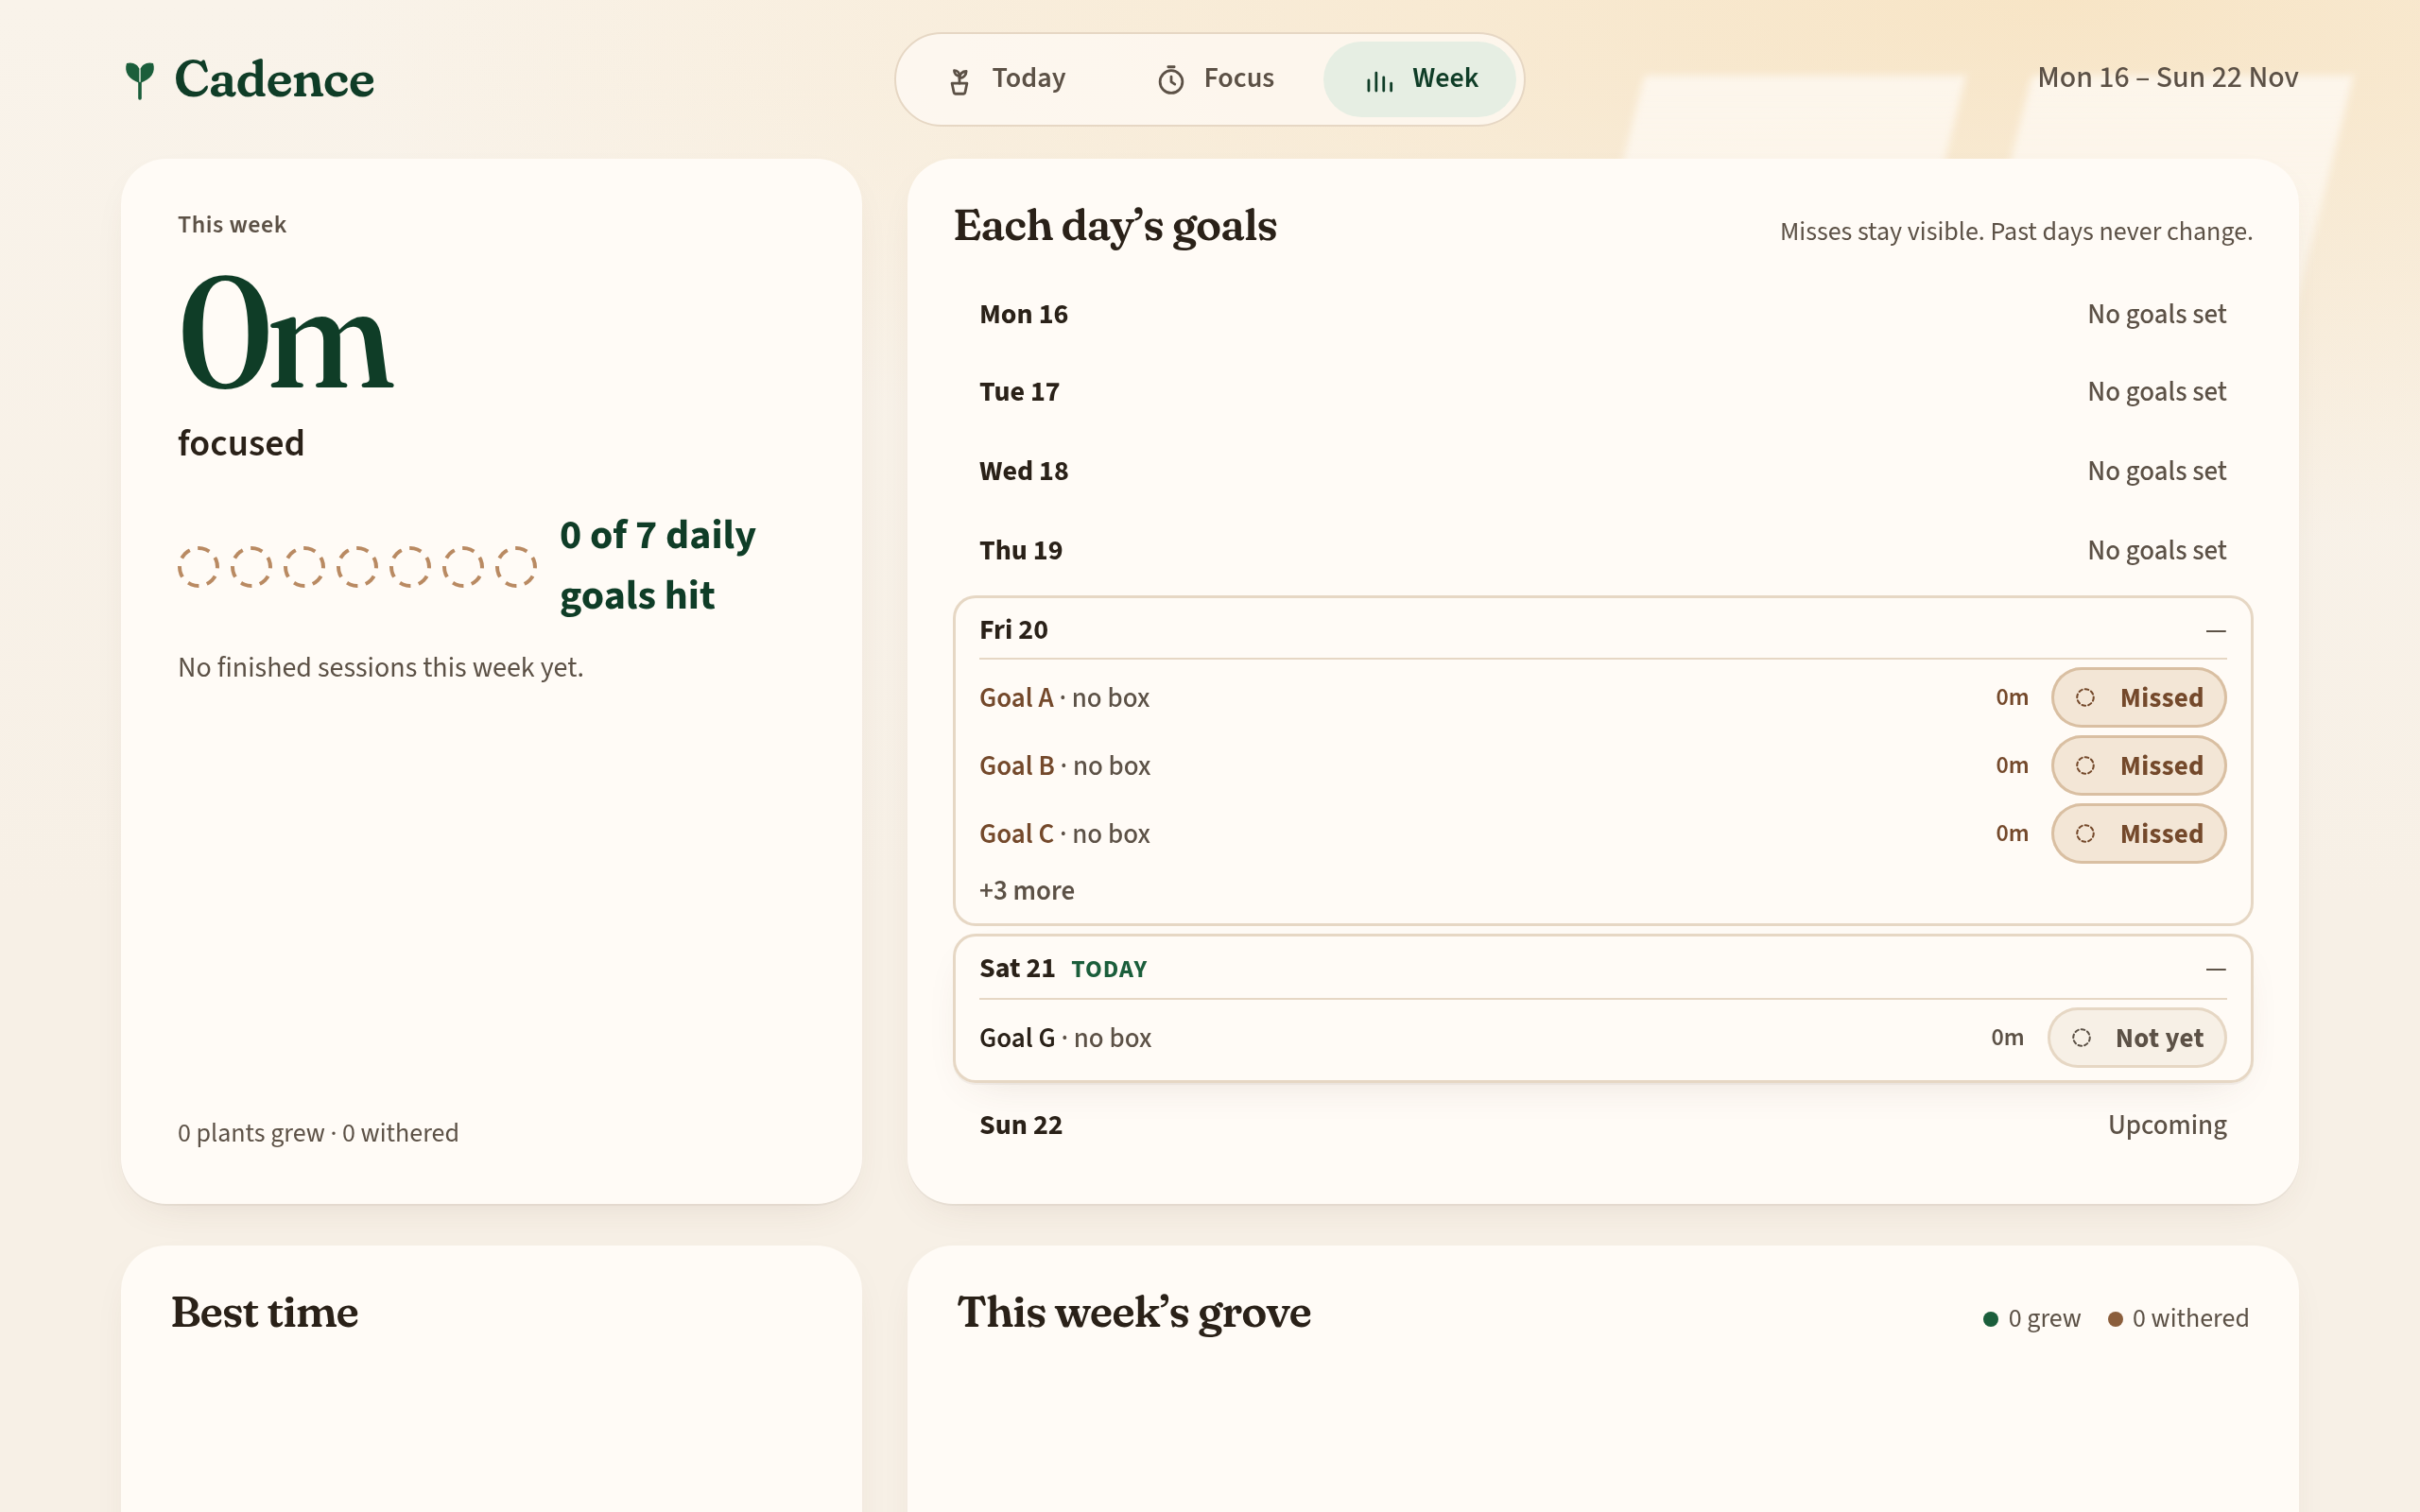 Cadence
Today
Focus
Week
Mon 16 – Sun 22 Nov
This week
0m
focused
0 of 7 daily
goals hit
No finished sessions this week yet.
0 plants grew · 0 withered
Each day’s goals
Misses stay visible. Past days never change.
Mon 16
No goals set
Tue 17
No goals set
Wed 18
No goals set
Thu 19
No goals set
Fri 20
—
Goal A · no box
0m
Missed
Goal B · no box
0m
Missed
Goal C · no box
0m
Missed
+3 more
Sat 21 TODAY
—
Goal G · no box
0m
Not yet
Sun 22
Upcoming
Best time
This week’s grove
0 grew
0 withered